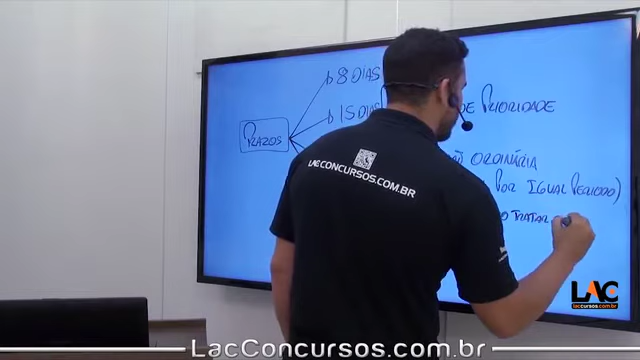 8 DIAS
PRAZOS
15 DIAS
DE PRIORIDADE
ORDINÁRIA
POR IGUAL PERÍODO)
TRATAR
LACCONCURSOS.COM.BR
LAC
lacconcursos.com.br
LacConcursos.com.br